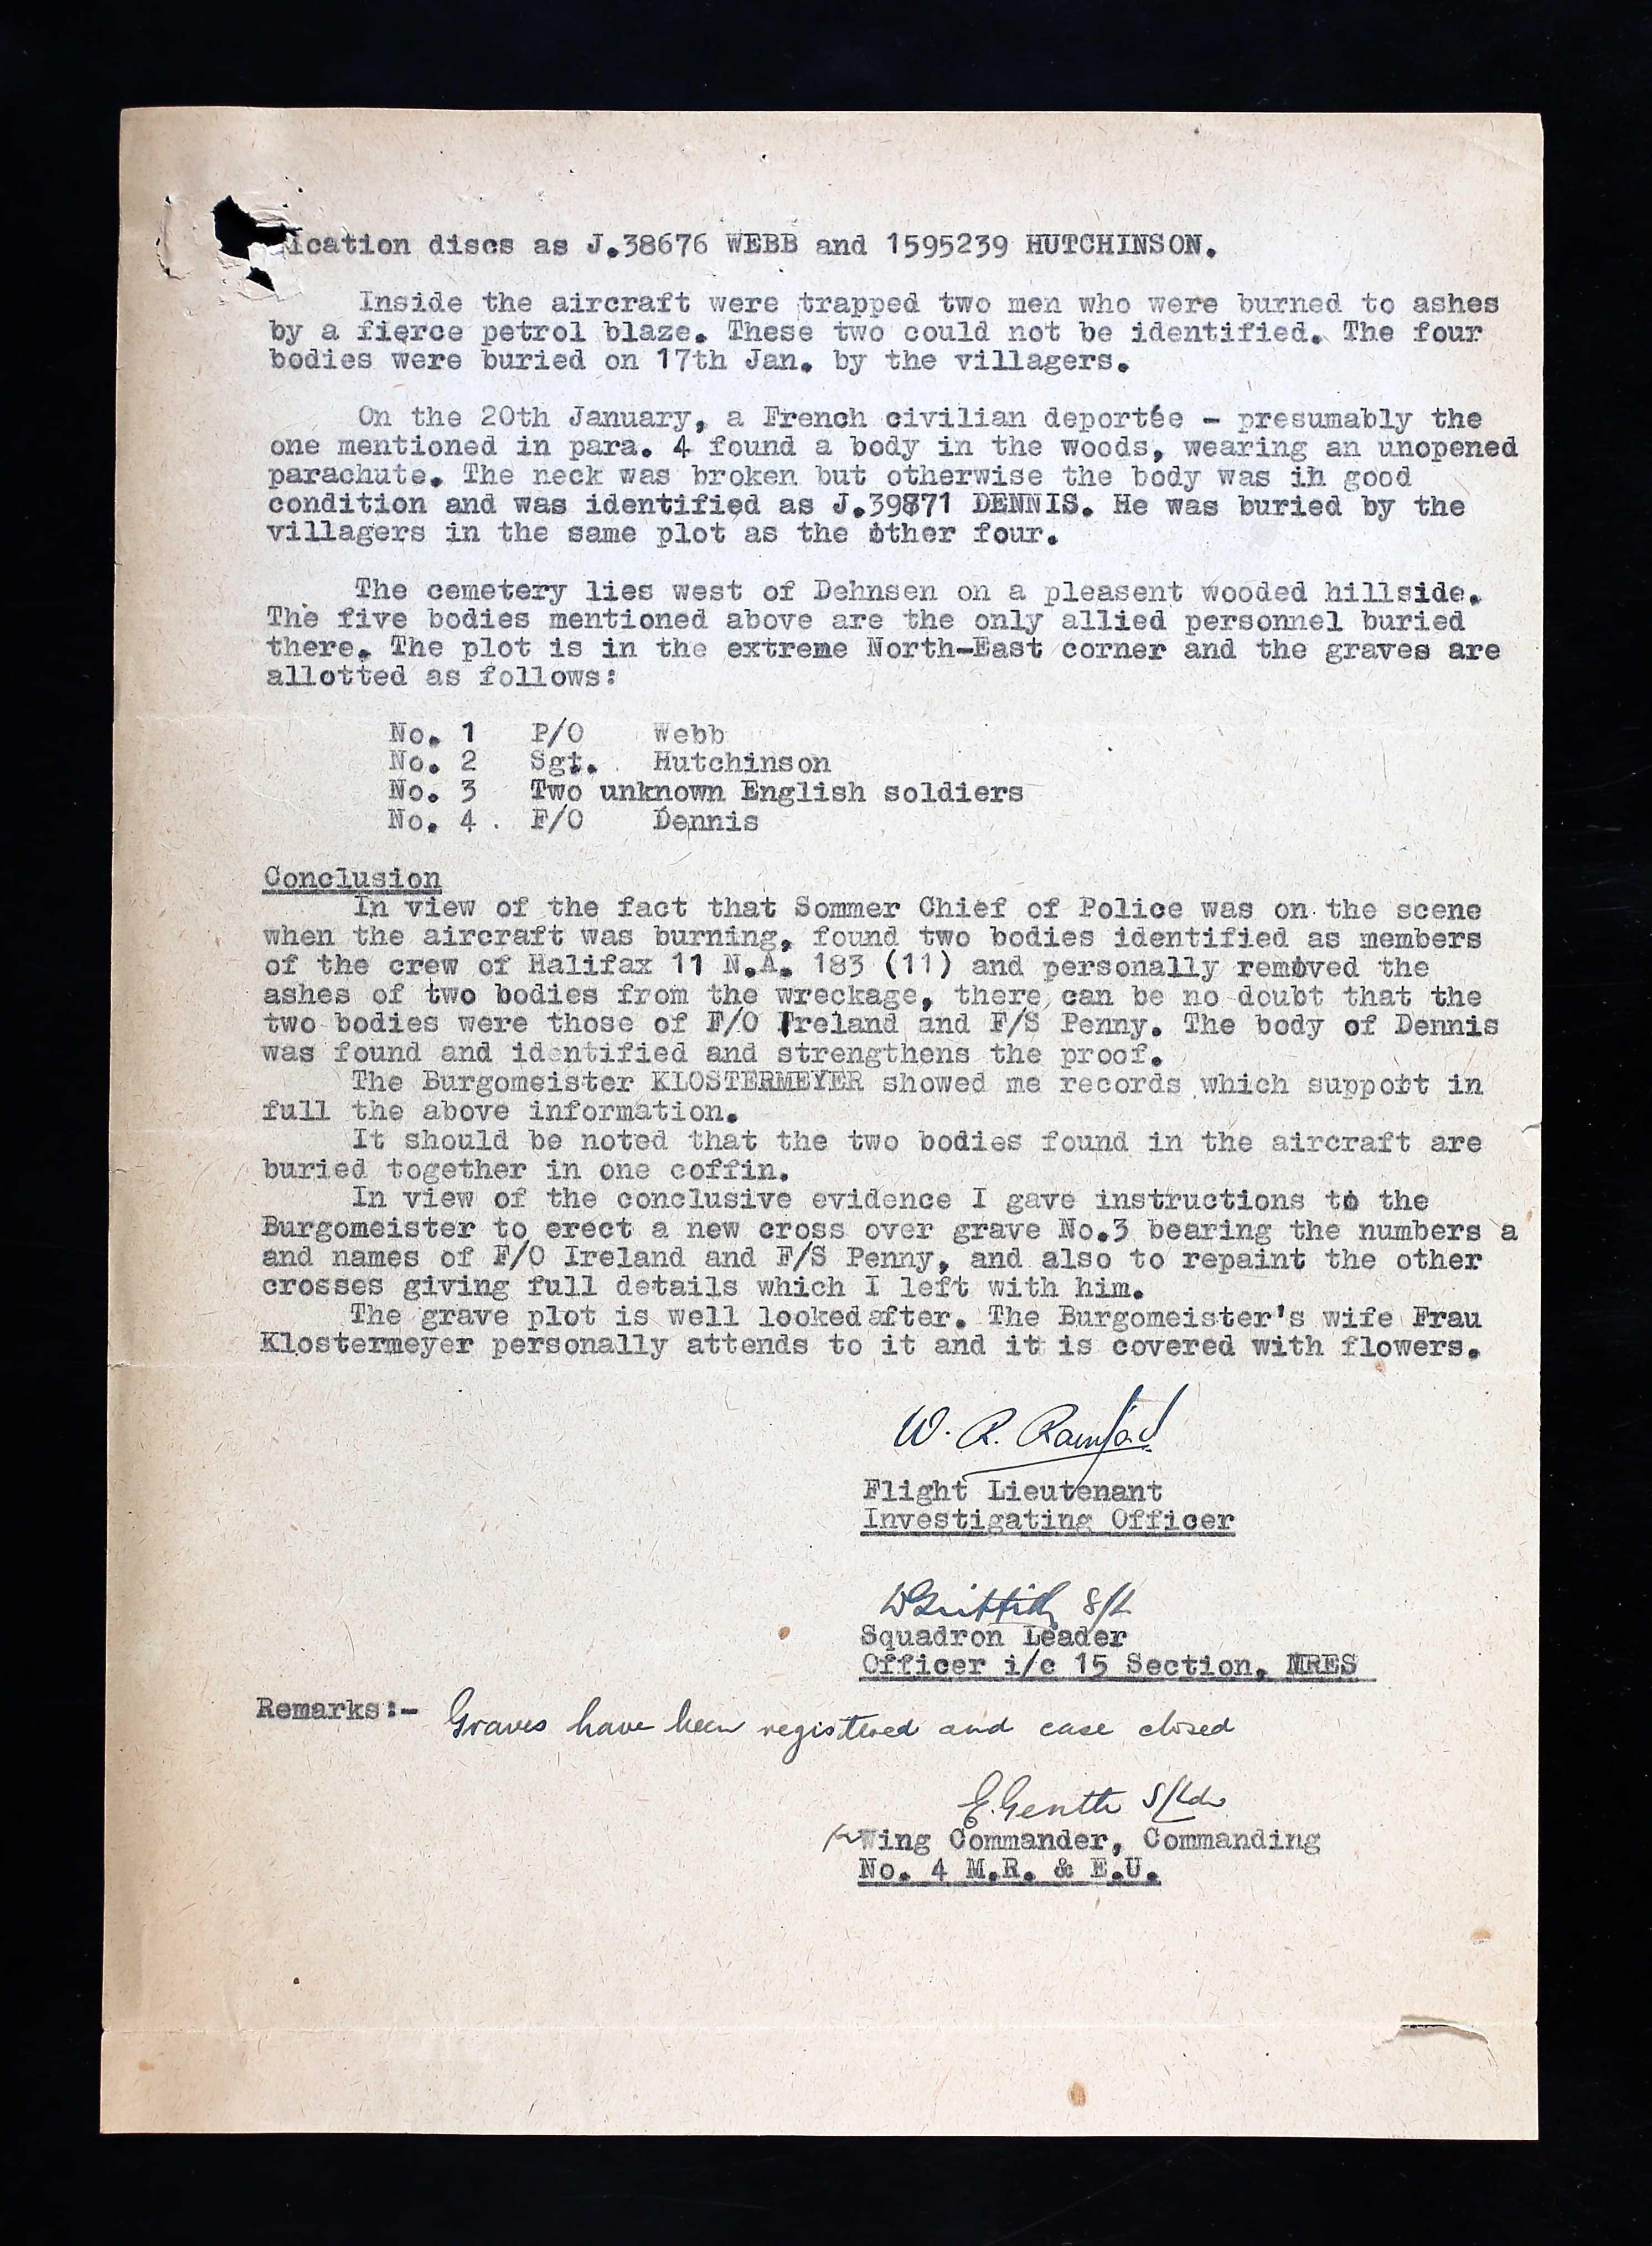 ication discs as J.38676 WEBB and 1595239 HUTCHINSON.
Inside the aircraft were trapped two men who were burned to ashes
by a fierce petrol blaze. These two could not be identified. The four
bodies were buried on 17th Jan. by the villagers.
On the 20th January, a French civilian deportée - presumably the
one mentioned in para. 4 found a body in the woods, wearing an unopened
parachute. The neck was broken but otherwise the body was in good
condition and was identified as J.39871 DENNIS. He was buried by the
villagers in the same plot as the other four.
The cemetery lies west of Dehnsen on a pleasent wooded hillside.
The five bodies mentioned above are the only allied personnel buried
there. The plot is in the extreme North-East corner and the graves are
allotted as follows:
No. 1 P/O Webb
No. 2 Sgt. Hutchinson
No. 3 Two unknown English soldiers
No. 4 . F/O Dennis
Conclusion
In view of the fact that Sommer Chief of Police was on the scene
when the aircraft was burning, found two bodies identified as members
of the crew of Halifax 11 N.A. 183 (11) and personally removed the
ashes of two bodies from the wreckage, there can be no doubt that the
two bodies were those of F/O Ireland and F/S Penny. The body of Dennis
was found and identified and strengthens the proof.
The Burgomeister KLOSTERMEYER showed me records which support in
full the above information.
It should be noted that the two bodies found in the aircraft are
buried together in one coffin.
In view of the conclusive evidence I gave instructions to the
Burgomeister to erect a new cross over grave No.3 bearing the numbers a
and names of F/O Ireland and F/S Penny, and also to repaint the other
crosses giving full details which I left with him.
The grave plot is well looked after. The Burgomeister's wife Frau
Klostermeyer personally attends to it and it is covered with flowers.
W. R.
Flight Lieutenant
Investigating Officer
S/L
Squadron Leader
Officer i/c 15 Section, MRES
Remarks:- Graves have been registered and case closed
S/Ldr
Wing Commander, Commanding
No. 4 M.R. & E.U.